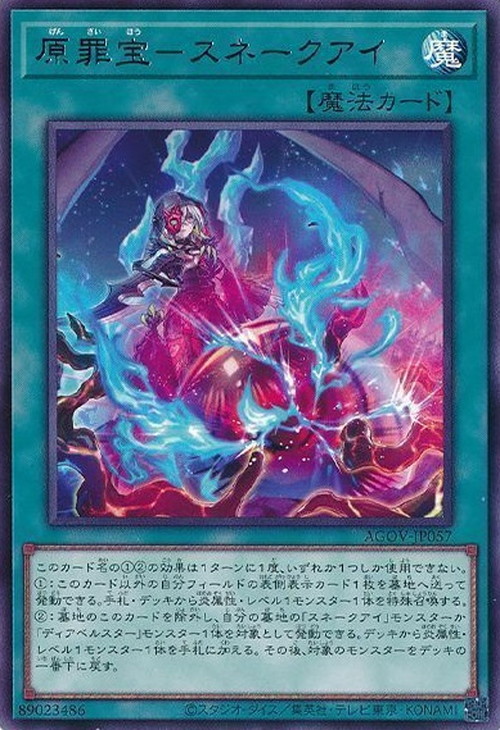 原罪宝－スネークアイ
魔
【魔法カード】
AGOV-JP057
このカード名の①②の効果は１ターンに１度、いずれか１つしか使用できない。
①：このカード以外の自分フィールドの表側表示カード１枚を墓地へ送って
発動できる。手札・デッキから炎属性・レベル１モンスター１体を特殊召喚する。
②：墓地のこのカードを除外し、自分の墓地の「スネークアイ」モンスターか
「ディアベルスター」モンスター１体を対象として発動できる。デッキから炎属性・
レベル１モンスター１体を手札に加える。その後、対象のモンスターをデッキの
一番下に戻す。
89023486
©スタジオ・ダイス／集英社・テレビ東京・KONAMI